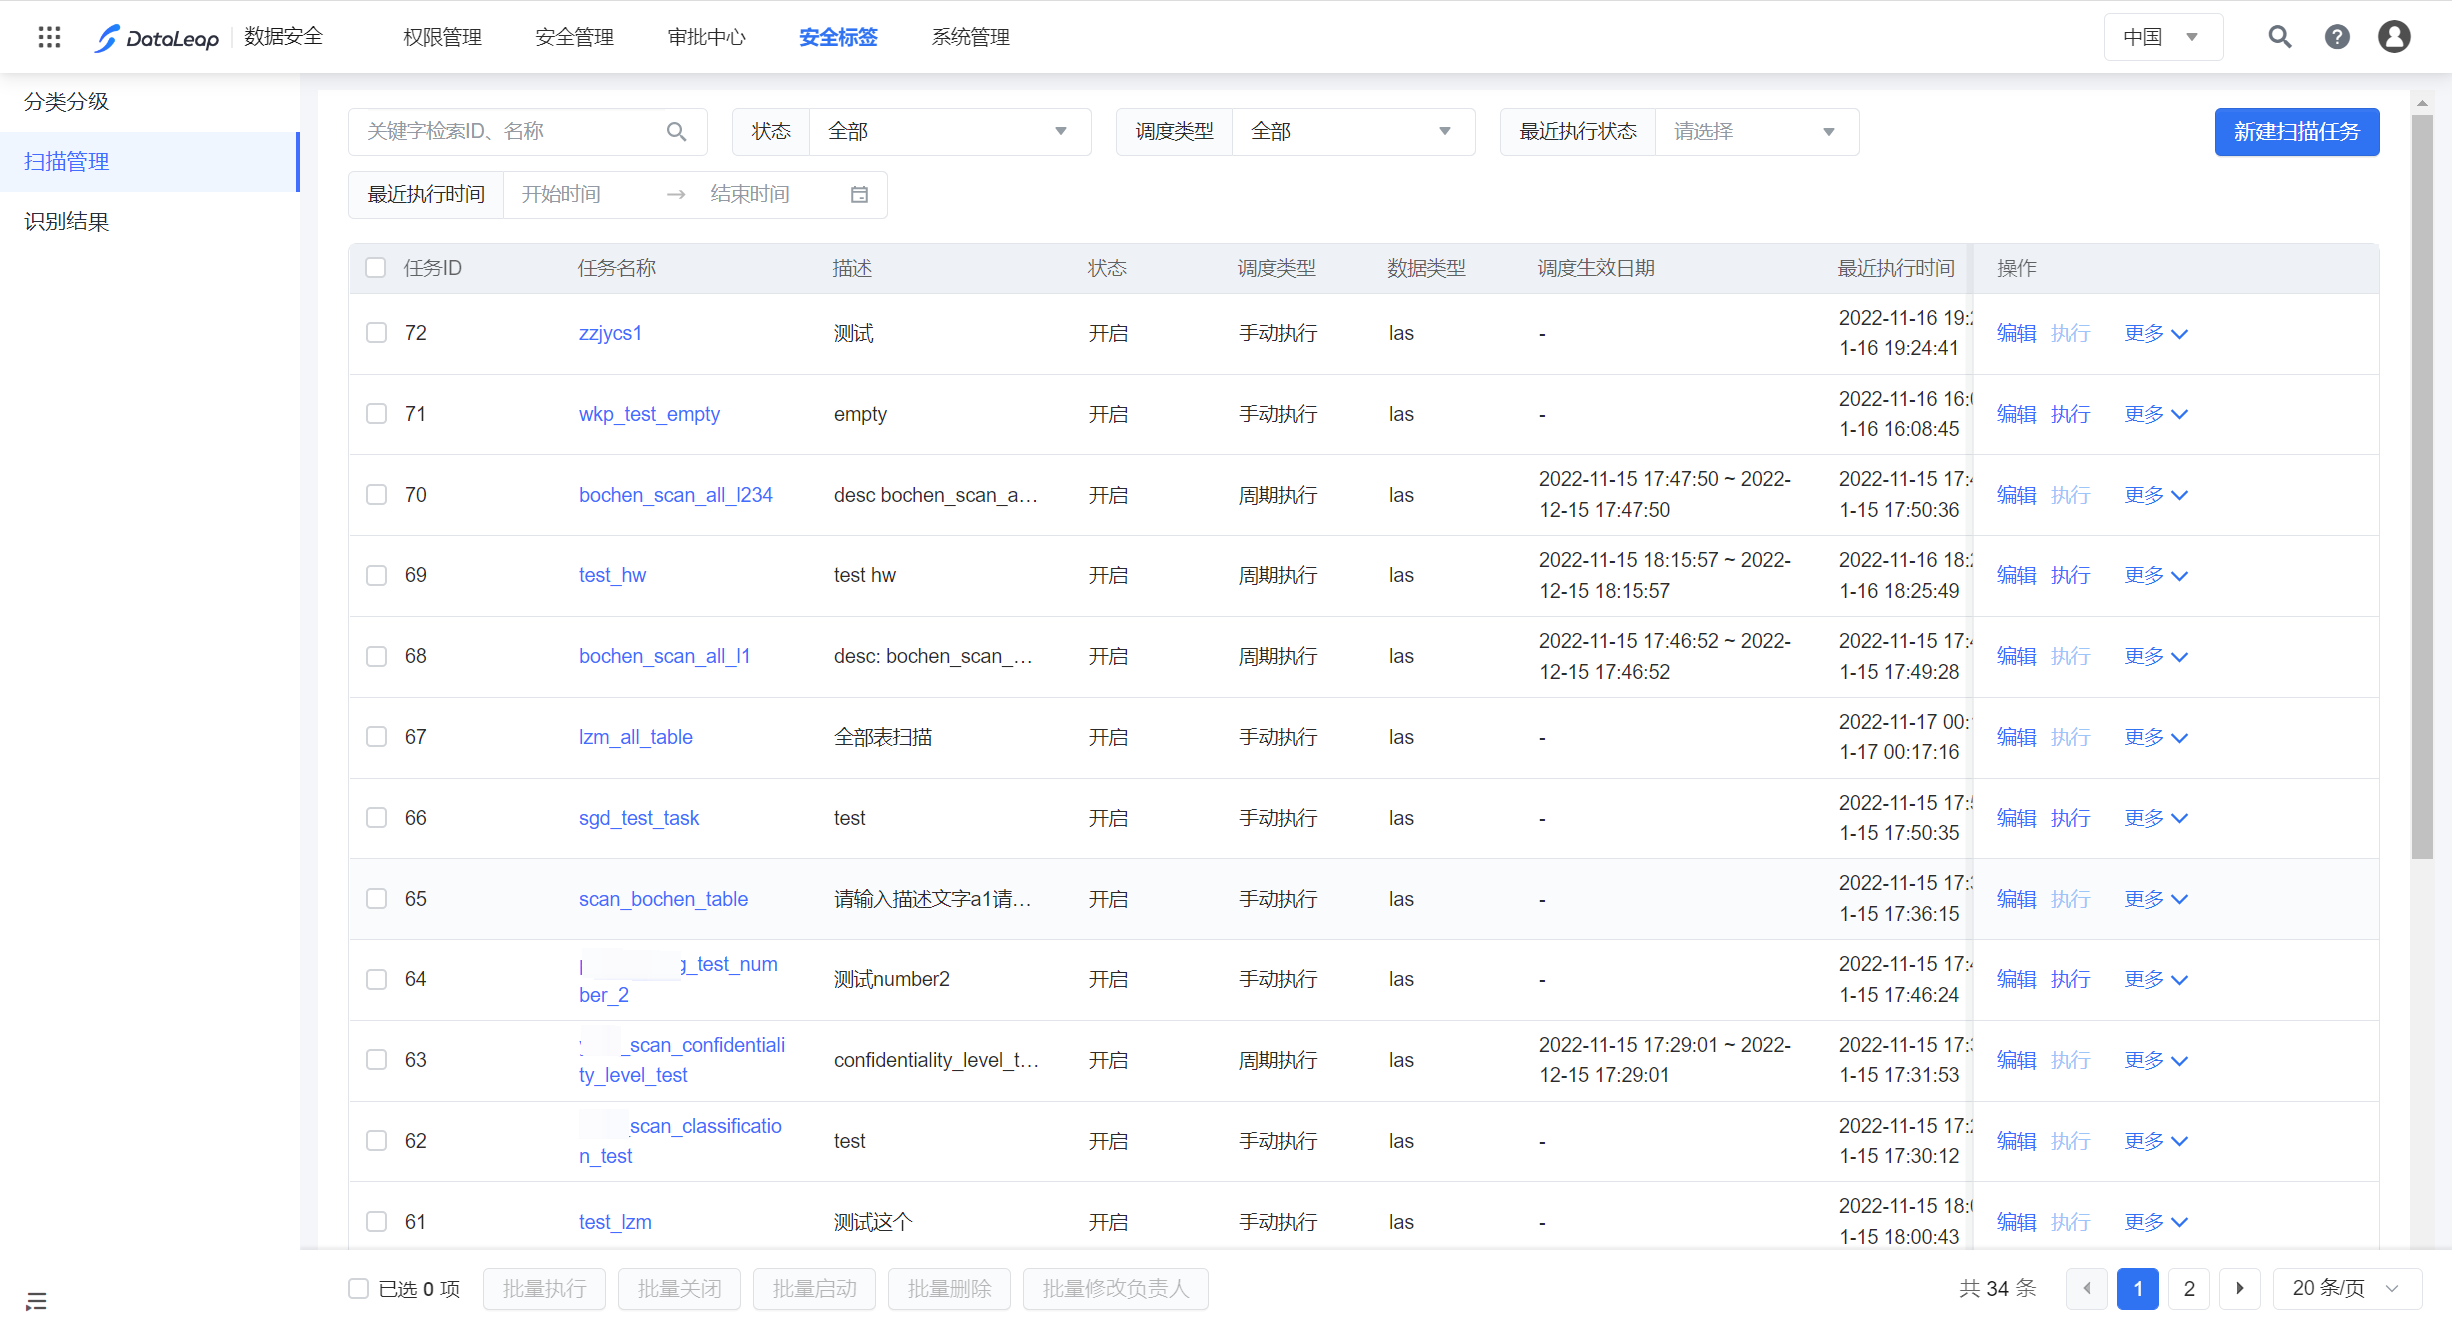 DataLeap 数据安全 权限管理 安全管理 审批中心 安全标签 系统管理 中国
分类分级
扫描管理
识别结果
关键字检索ID、名称 状态 全部 调度类型 全部 最近执行状态 请选择 新建扫描任务
最近执行时间 开始时间 结束时间
任务ID 任务名称 描述 状态 调度类型 数据类型 调度生效日期 最近执行时间 操作
72 zzjycs1 测试 开启 手动执行 las - 2022-11-16 19: 编辑 执行 更多
1-16 19:24:41
71 wkp_test_empty empty 开启 手动执行 las - 2022-11-16 16: 编辑 执行 更多
1-16 16:08:45
70 bochen_scan_all_l234 desc bochen_scan_a... 开启 周期执行 las 2022-11-15 17:47:50 ~ 2022- 2022-11-15 17: 编辑 执行 更多
12-15 17:47:50 1-15 17:50:36
69 test_hw test hw 开启 周期执行 las 2022-11-15 18:15:57 ~ 2022- 2022-11-16 18: 编辑 执行 更多
12-15 18:15:57 1-16 18:25:49
68 bochen_scan_all_l1 desc: bochen_scan_... 开启 周期执行 las 2022-11-15 17:46:52 ~ 2022- 2022-11-15 17: 编辑 执行 更多
12-15 17:46:52 1-15 17:49:28
67 lzm_all_table 全部表扫描 开启 手动执行 las - 2022-11-17 00: 编辑 执行 更多
1-17 00:17:16
66 sgd_test_task test 开启 手动执行 las - 2022-11-15 17: 编辑 执行 更多
1-15 17:50:35
65 scan_bochen_table 请输入描述文字a1请... 开启 手动执行 las - 2022-11-15 17: 编辑 执行 更多
1-15 17:36:15
64 g_test_num 测试number2 开启 手动执行 las - 2022-11-15 17: 编辑 执行 更多
ber_2 1-15 17:46:24
63 _scan_confidentiali confidentiality_level_t... 开启 周期执行 las 2022-11-15 17:29:01 ~ 2022- 2022-11-15 17: 编辑 执行 更多
ty_level_test 12-15 17:29:01 1-15 17:31:53
62 _scan_classificatio test 开启 手动执行 las - 2022-11-15 17: 编辑 执行 更多
n_test 1-15 17:30:12
61 test_lzm 测试这个 开启 手动执行 las - 2022-11-15 18: 编辑 执行 更多
1-15 18:00:43
已选 0 项 批量执行 批量关闭 批量启动 批量删除 批量修改负责人 共 34 条 1 2 20 条/页